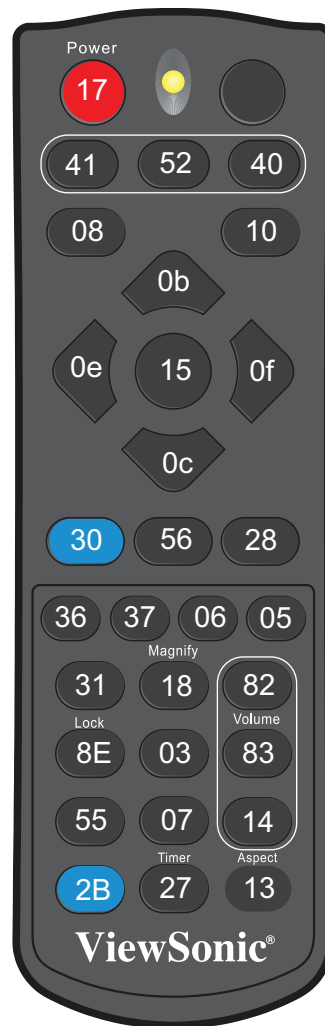 Power
17
41 52 40
08 10
0b
0e 15 0f
0c
30 56 28
36 37 06 05
Magnify
31 18 82
Lock Volume
8E 03 83
55 07 14
Timer Aspect
2B 27 13
ViewSonic®